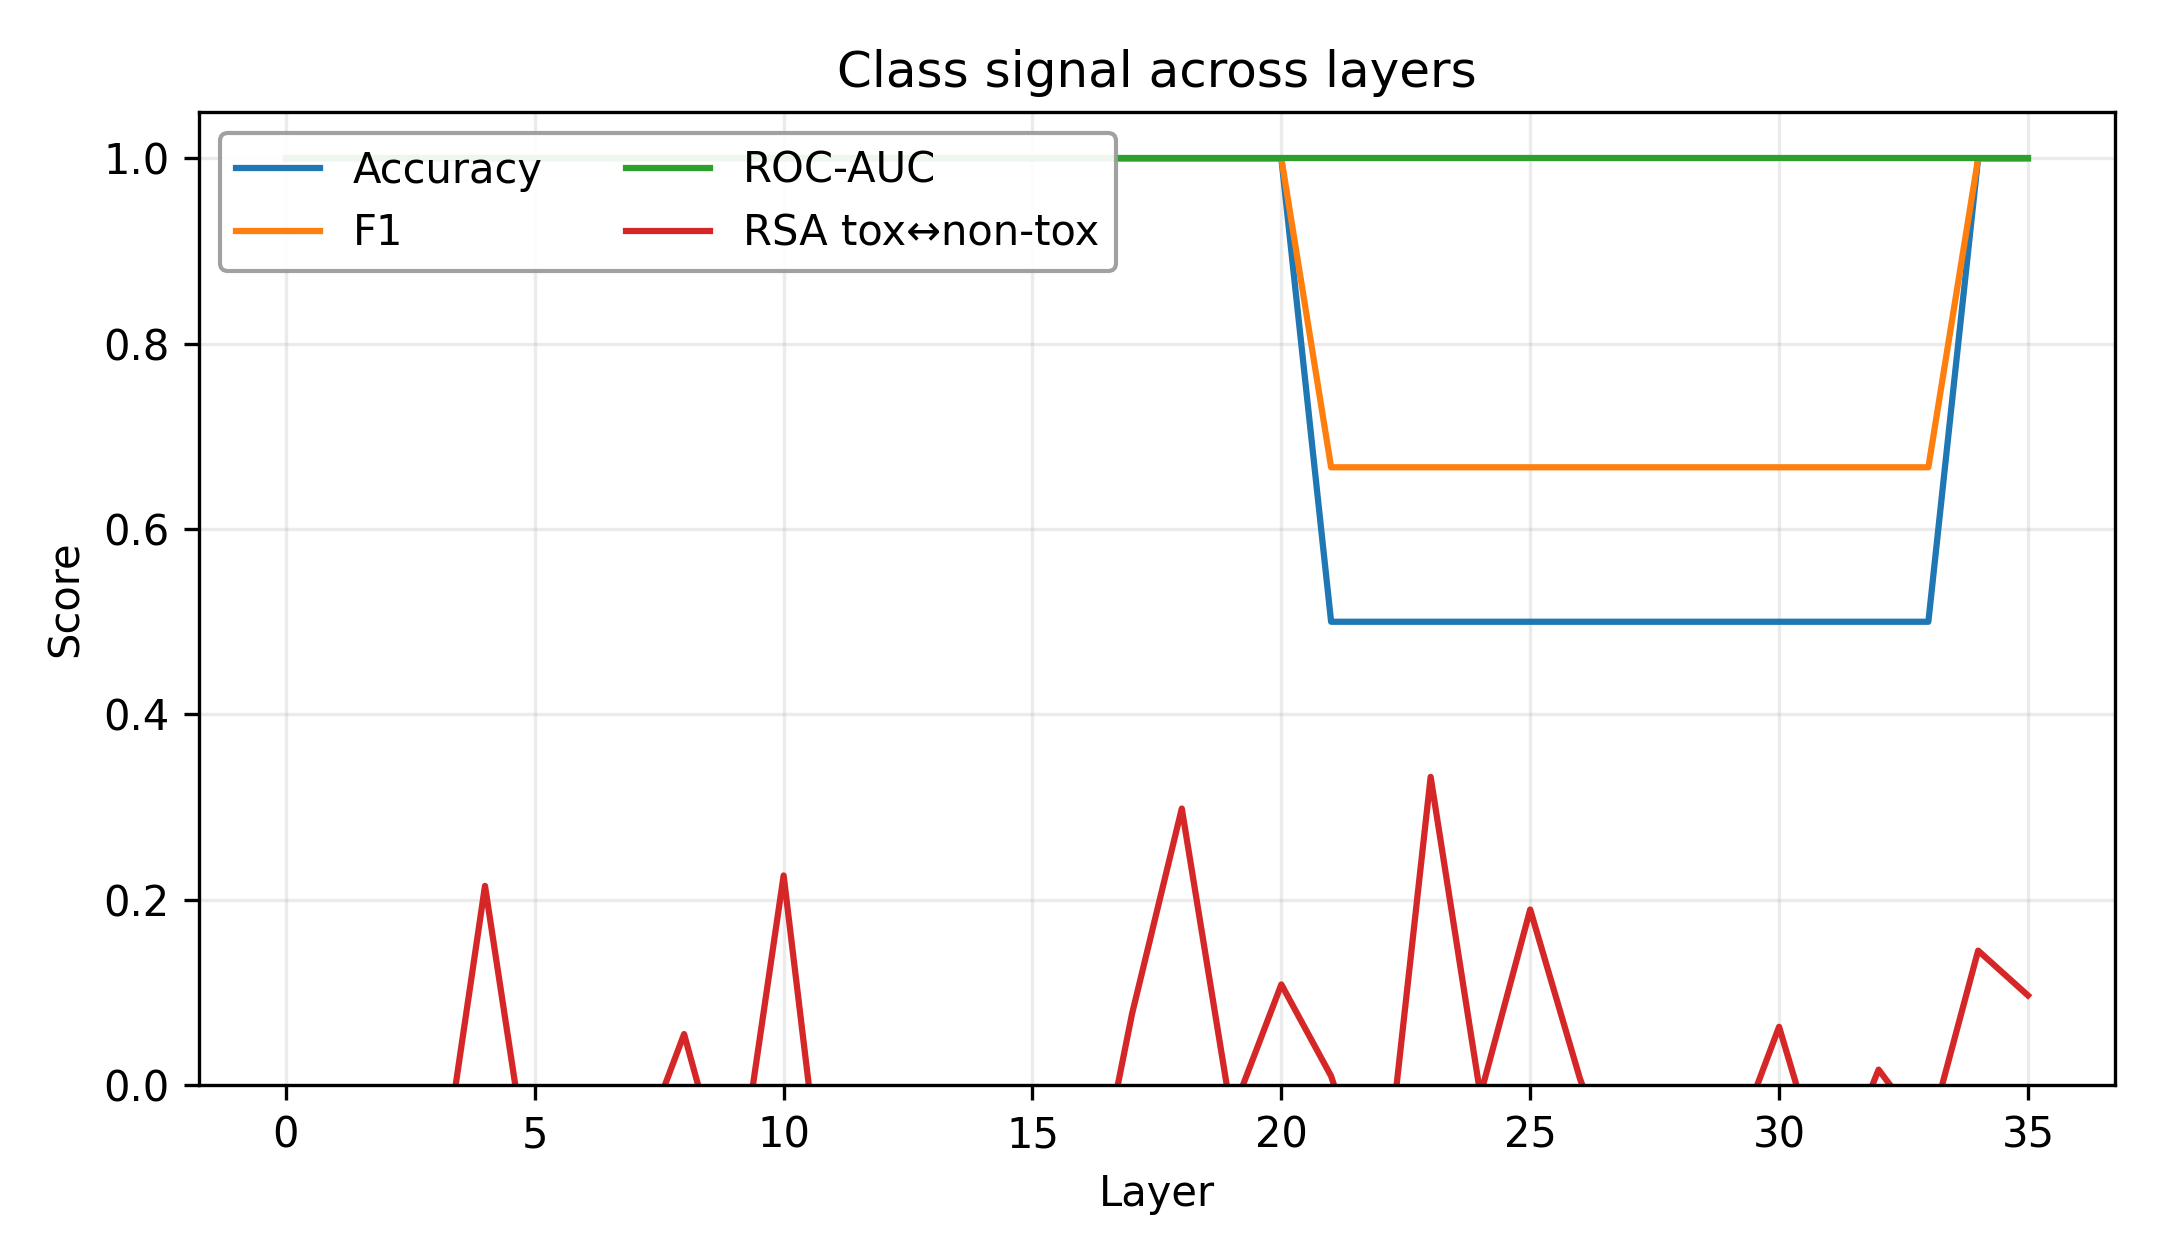 Class signal across layers
Accuracy
F1
ROC-AUC
RSA tox↔non-tox
1.0
0.8
0.6
0.4
0.2
0.0
Score
0 5 10 15 20 25 30 35
Layer